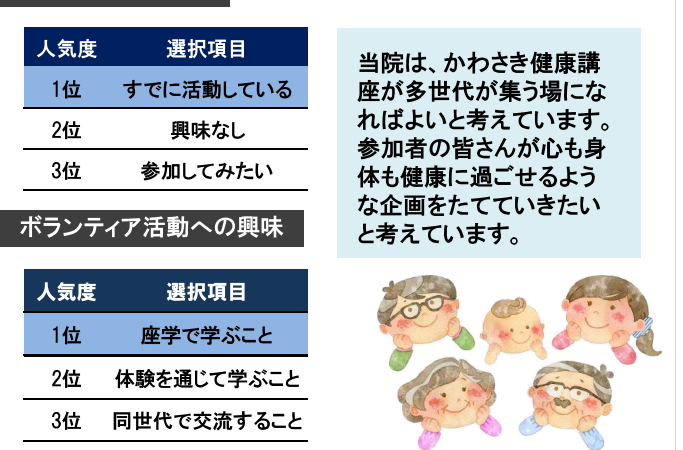 人気度 選択項目
1位 すでに活動している
2位 興味なし
3位 参加してみたい
ボランティア活動への興味
人気度 選択項目
1位 座学で学ぶこと
2位 体験を通じて学ぶこと
3位 同世代で交流すること
当院は、かわさき健康講
座が多世代が集う場にな
ればよいと考えています。
参加者の皆さんが心も身
体も健康に過ごせるよう
な企画をたてていきたい
と考えています。